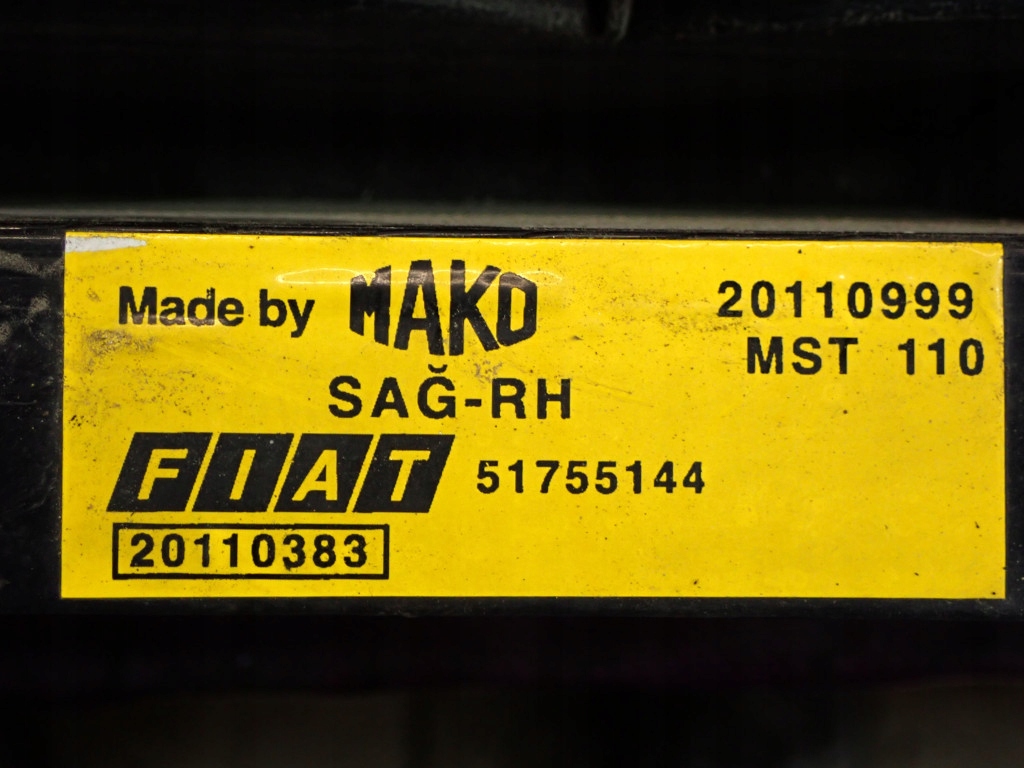 Made by MAKO 20110999
MST 110
SAĞ-RH
FIAT 51755144
20110383